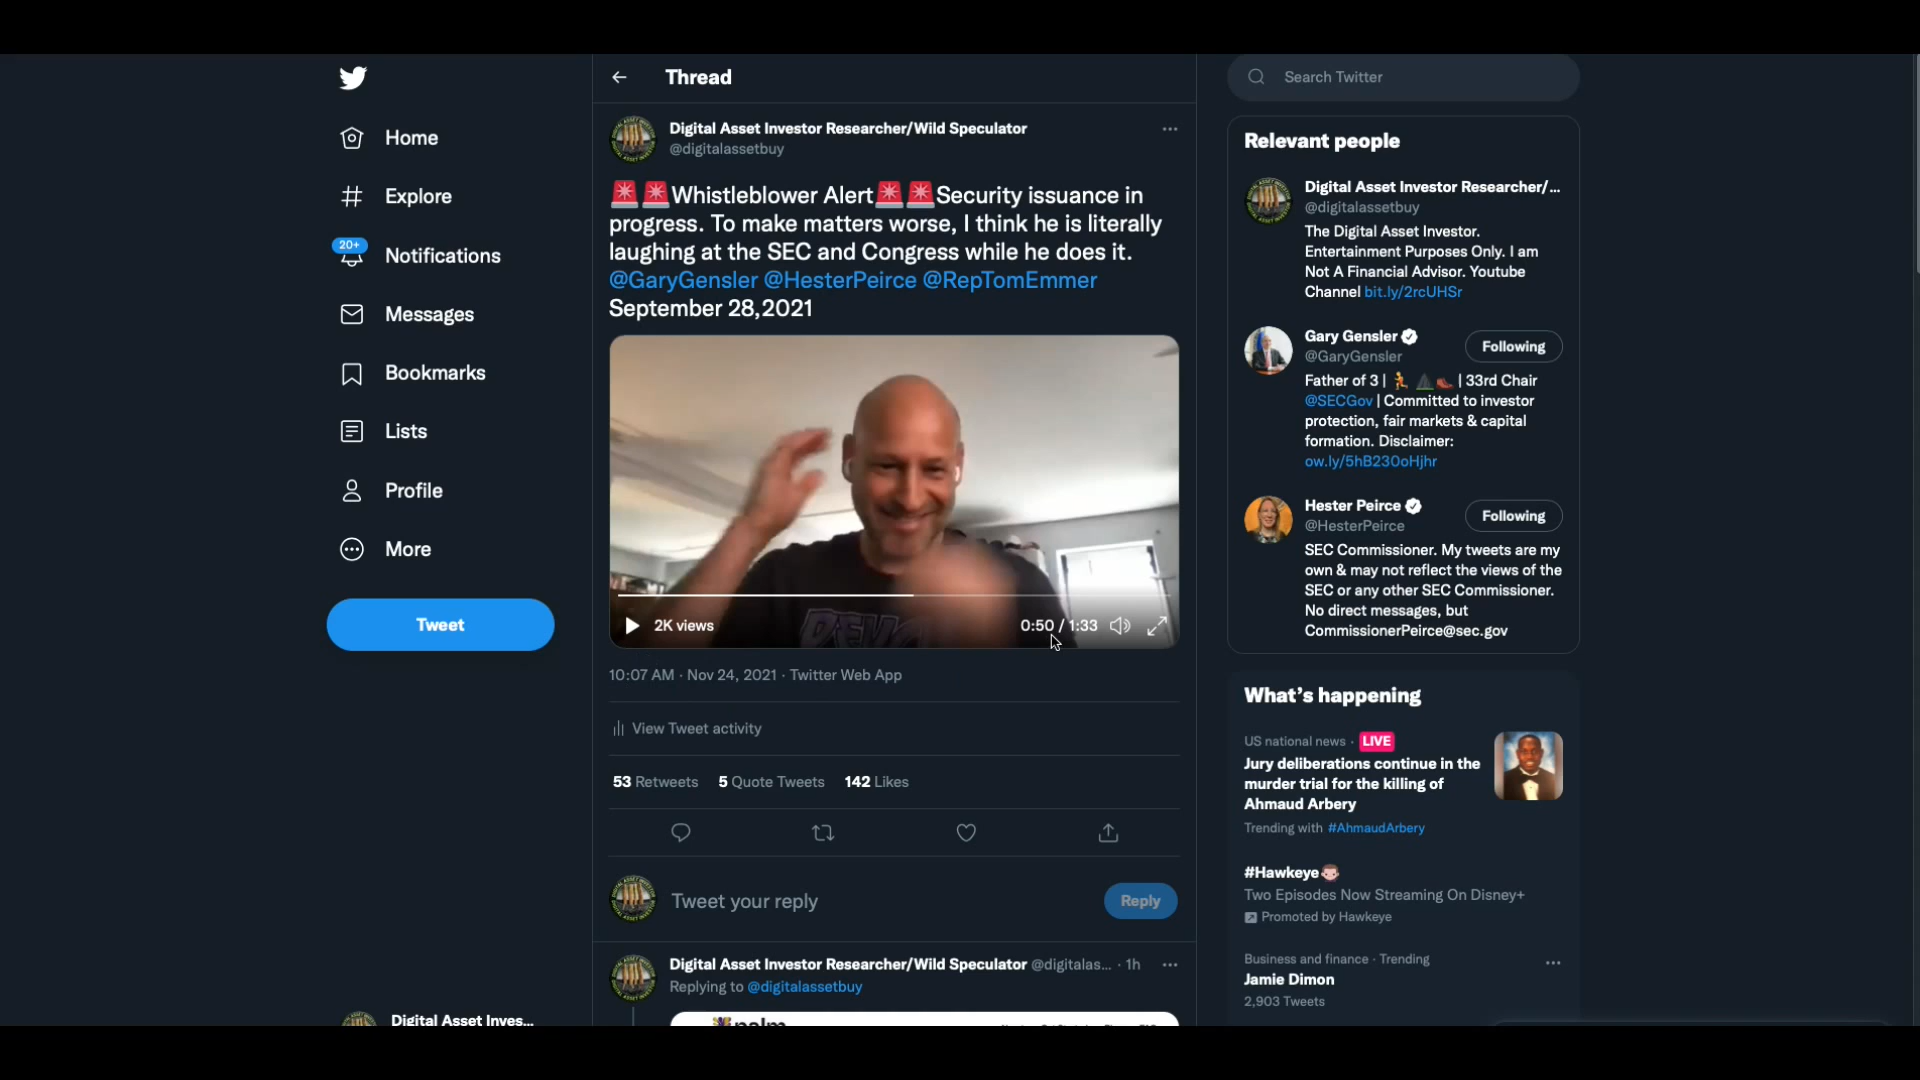 Thread
Search Twitter
Home
Explore
20+
Notifications
Messages
Bookmarks
Lists
Profile
More
Tweet
Digital Asset Inves...
Digital Asset Investor Researcher/Wild Speculator
@digitalassetbuy
🚨🚨Whistleblower Alert🚨🚨Security issuance in
progress. To make matters worse, I think he is literally
laughing at the SEC and Congress while he does it.
@GaryGensler @HesterPeirce @RepTomEmmer
September 28,2021
2K views
0:50 / 1:33
10:07 AM · Nov 24, 2021 · Twitter Web App
View Tweet activity
53 Retweets 5 Quote Tweets 142 Likes
Tweet your reply
Reply
Digital Asset Investor Researcher/Wild Speculator @digitalas... · 1h
Replying to @digitalassetbuy
palm
Relevant people
Digital Asset Investor Researcher/...
@digitalassetbuy
The Digital Asset Investor.
Entertainment Purposes Only. I am
Not A Financial Advisor. Youtube
Channel bit.ly/2rcUHSr
Gary Gensler
@GaryGensler
Following
Father of 3 | 🏃 ⛰ 🥾 | 33rd Chair
@SECGov | Committed to investor
protection, fair markets & capital
formation. Disclaimer:
ow.ly/5hB230oHjhr
Hester Peirce
@HesterPeirce
Following
SEC Commissioner. My tweets are my
own & may not reflect the views of the
SEC or any other SEC Commissioner.
No direct messages, but
CommissionerPeirce@sec.gov
What's happening
US national news · LIVE
Jury deliberations continue in the
murder trial for the killing of
Ahmaud Arbery
Trending with #AhmaudArbery
#Hawkeye
Two Episodes Now Streaming On Disney+
Promoted by Hawkeye
Business and finance · Trending
Jamie Dimon
2,903 Tweets